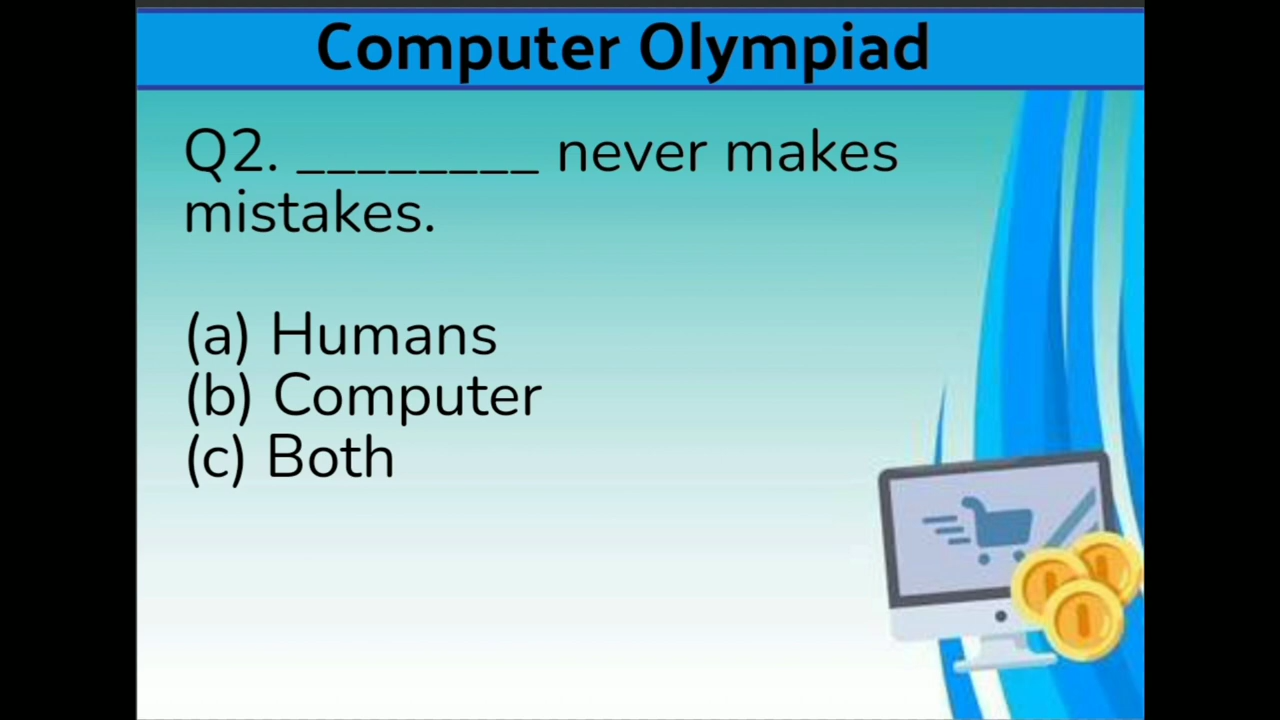 Computer Olympiad
Q2. ________ never makes
mistakes.
(a) Humans
(b) Computer
(c) Both